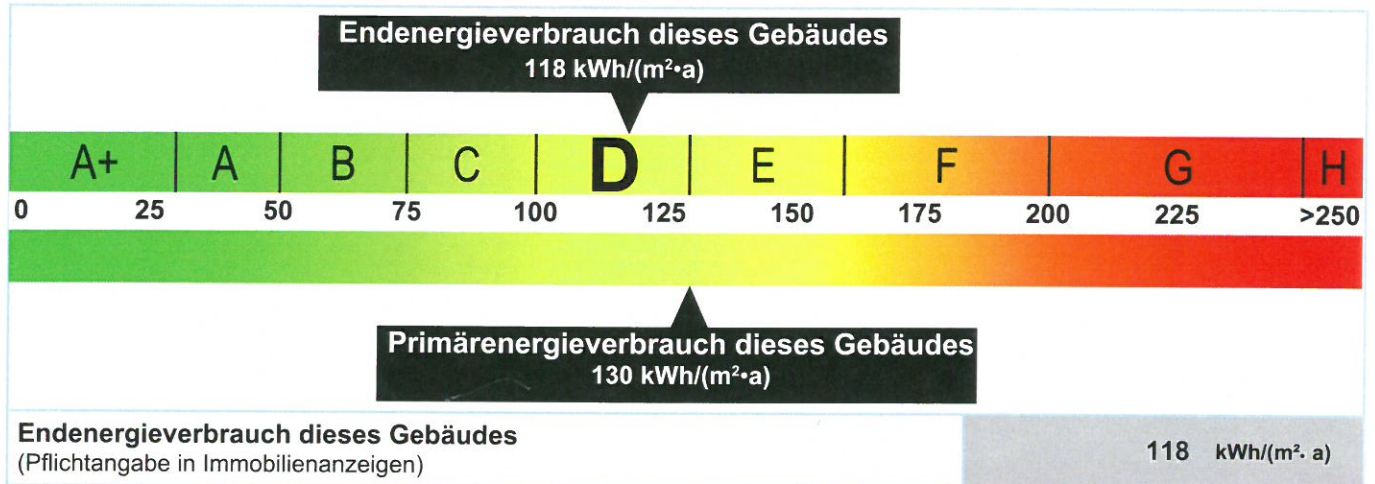 Endenergieverbrauch dieses Gebäudes
118 kWh/(m²•a)
A+ A B C D E F G H
0 25 50 75 100 125 150 175 200 225 >250
Primärenergieverbrauch dieses Gebäudes
130 kWh/(m²•a)
Endenergieverbrauch dieses Gebäudes
(Pflichtangabe in Immobilienanzeigen)
118 kWh/(m²· a)